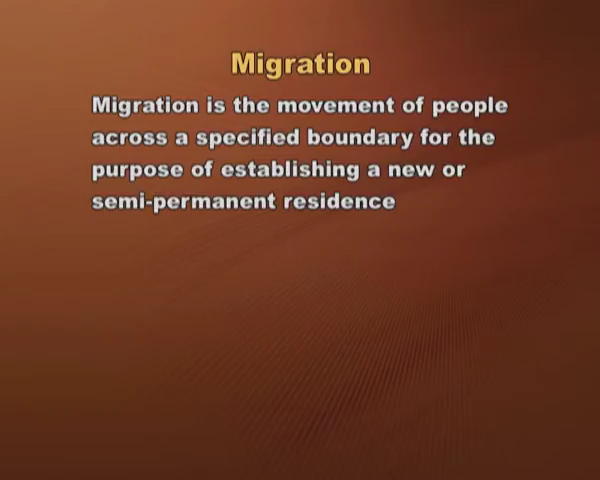 Migration
Migration is the movement of people
across a specified boundary for the
purpose of establishing a new or
semi-permanent residence